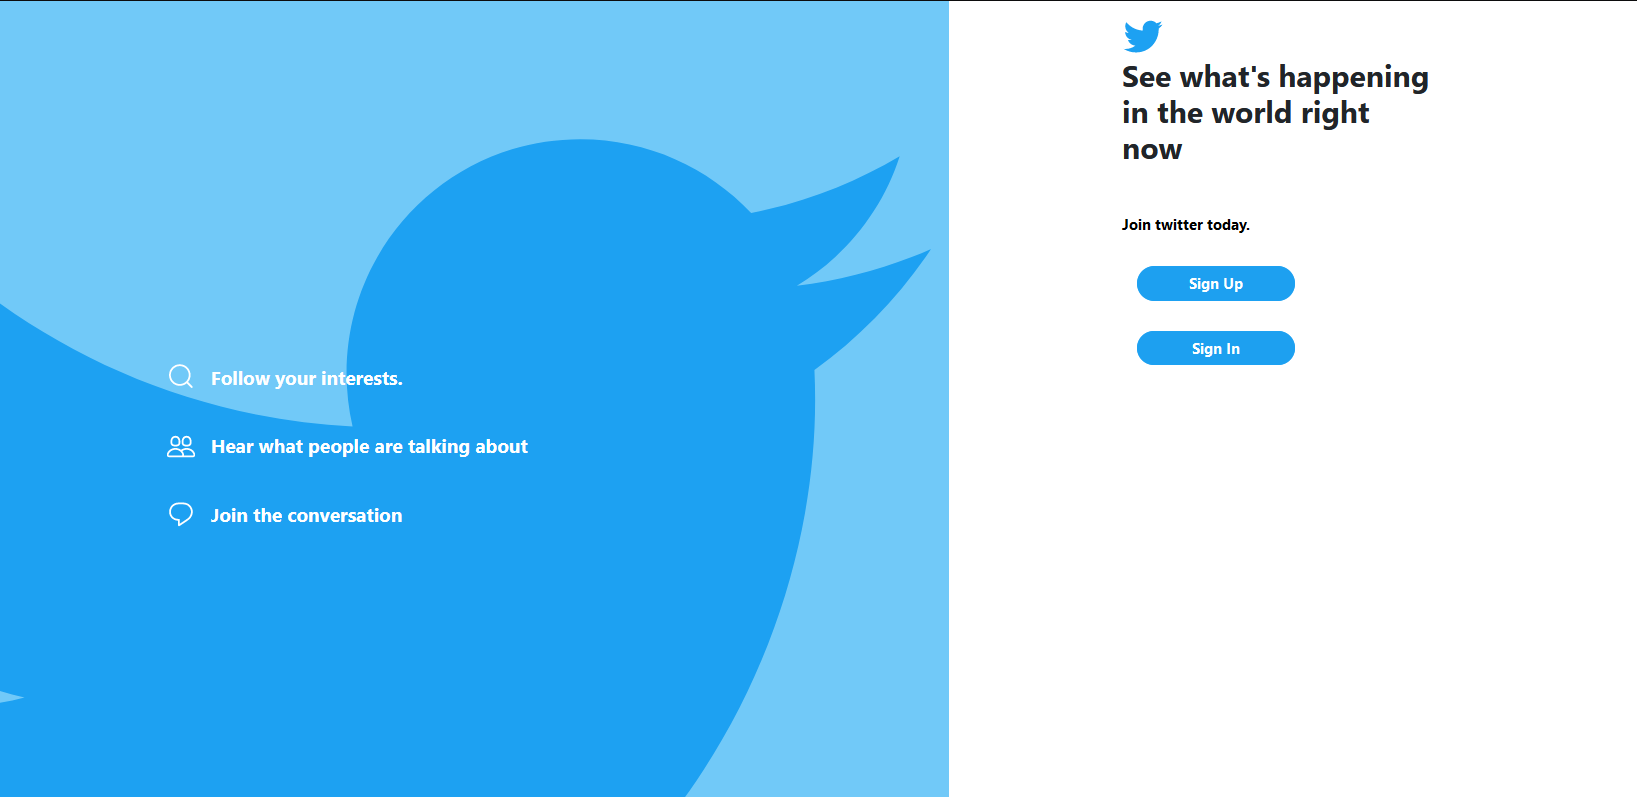 Follow your interests.
Hear what people are talking about
Join the conversation
See what's happening
in the world right
now
Join twitter today.
Sign Up
Sign In